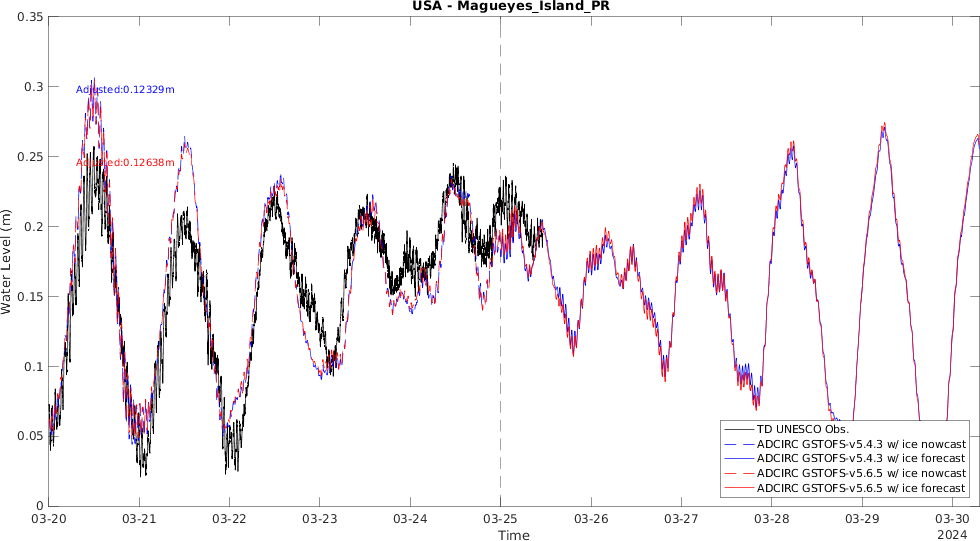 USA - Magueyes_Island_PR
0.35
0.3
0.25
0.2
0.15
0.1
0.05
0
Water Level (m)
Adjusted:0.12329m
Adjusted:0.12638m
TD UNESCO Obs.
ADCIRC GSTOFS-v5.4.3 w/ ice nowcast
ADCIRC GSTOFS-v5.4.3 w/ ice forecast
ADCIRC GSTOFS-v5.6.5 w/ ice nowcast
ADCIRC GSTOFS-v5.6.5 w/ ice forecast
03-20 03-21 03-22 03-23 03-24 03-25 03-26 03-27 03-28 03-29 03-30
Time
2024